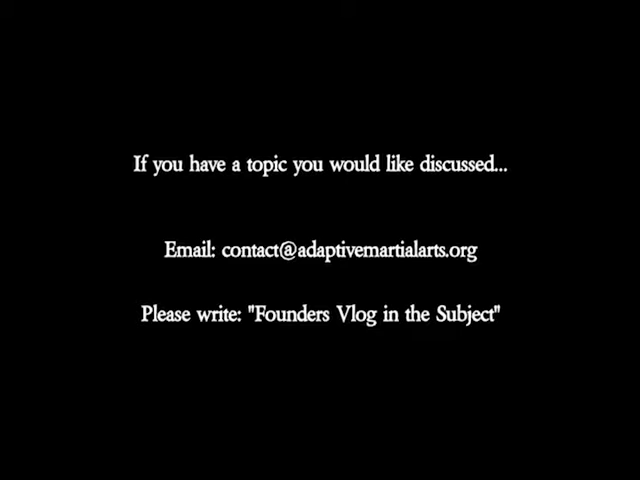 If you have a topic you would like discussed...
Email: contact@adaptivemartialarts.org
Please write: "Founders Vlog in the Subject"